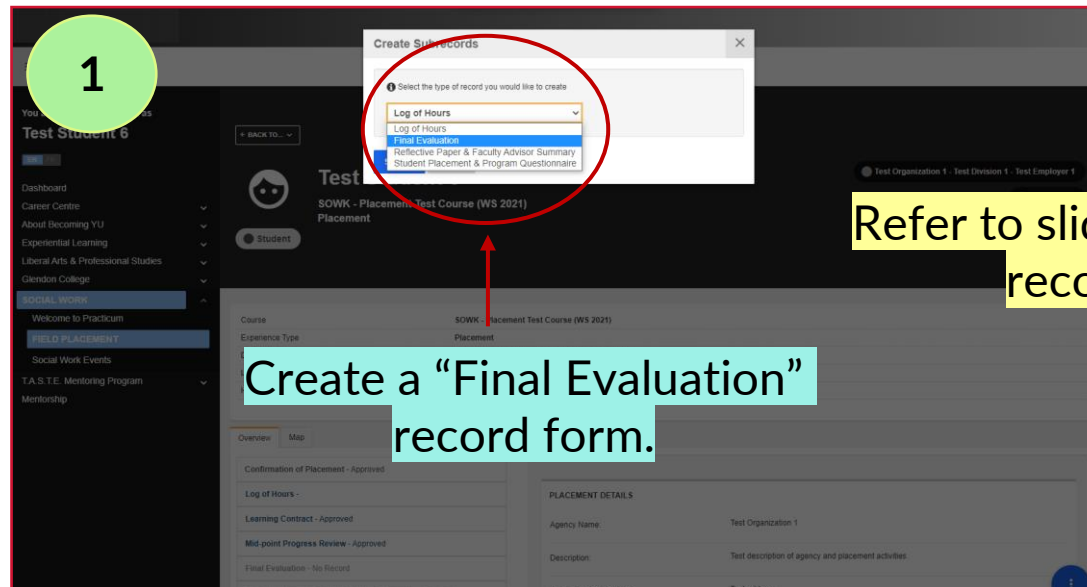 1
Create Subrecords
Select the type of record you would like to create
Log of Hours
Log of Hours
Final Evaluation
Reflective Paper & Faculty Advisor Summary
Student Placement & Program Questionnaire
Test Student 6
Dashboard
Career Centre
About Becoming YU
Experiential Learning
Liberal Arts & Professional Studies
Glendon College
SOCIAL WORK
Welcome to Practicum
FIELD PLACEMENT
Social Work Events
T.A.S.T.E. Mentoring Program
Mentorship
+ BACK TO...
Test
SOWK - Placement Test Course (WS 2021)
Placement
Student
Test Organization 1 - Test Division 1 - Test Employer 1
Refer to slid
reco
Course
SOWK - Placement Test Course (WS 2021)
Experience Type
Placement
Create a “Final Evaluation”
record form.
Overview
Map
Confirmation of Placement - Approved
Log of Hours -
Learning Contract - Approved
Mid-point Progress Review - Approved
Final Evaluation - No Record
PLACEMENT DETAILS
Agency Name:
Test Organization 1
Description:
Test description of agency and placement activities